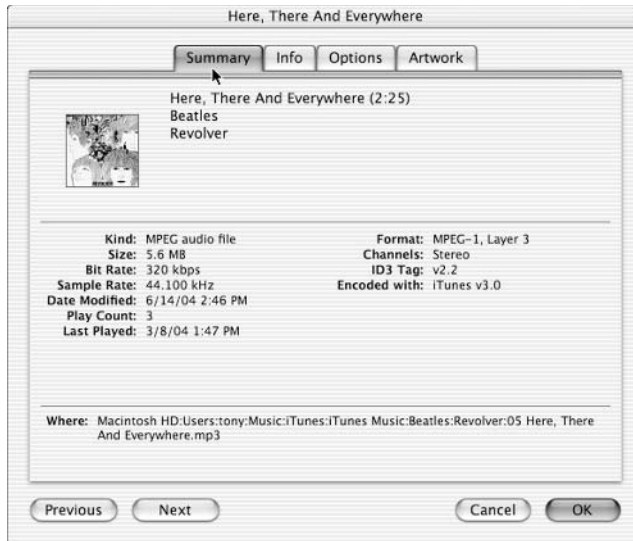 Here, There And Everywhere
Summary Info Options Artwork
Here, There And Everywhere (2:25)
Beatles
Revolver
Kind: MPEG audio file
Size: 5.6 MB
Bit Rate: 320 kbps
Sample Rate: 44.100 kHz
Date Modified: 6/14/04 2:46 PM
Play Count: 3
Last Played: 3/8/04 1:47 PM
Format: MPEG-1, Layer 3
Channels: Stereo
ID3 Tag: v2.2
Encoded with: iTunes v3.0
Where: Macintosh HD:Users:tony:Music:iTunes:iTunes Music:Beatles:Revolver:05 Here, There
And Everywhere.mp3
Previous Next Cancel OK